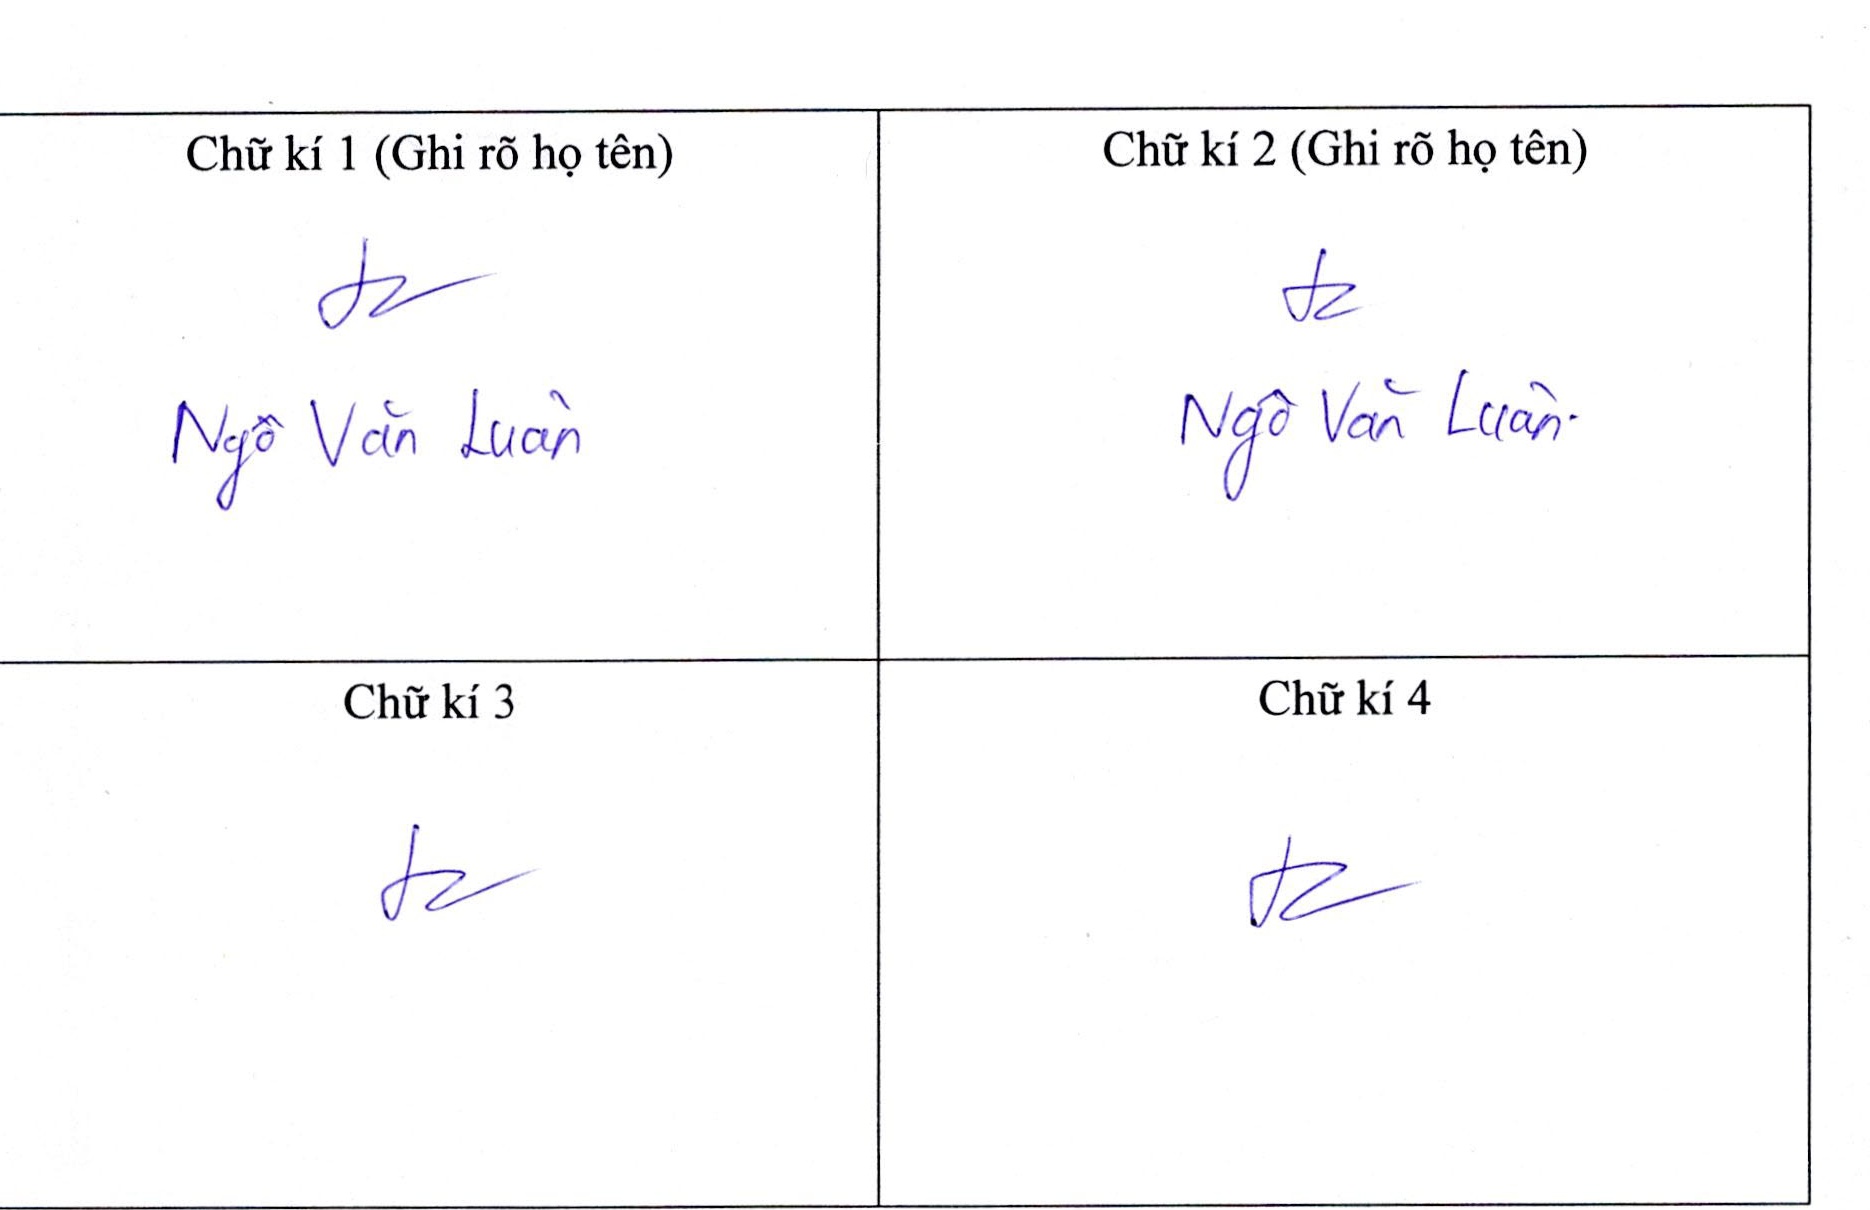 Chữ kí 1 (Ghi rõ họ tên)
Ngô Văn Luân
Chữ kí 2 (Ghi rõ họ tên)
Ngô Văn Luân
Chữ kí 3
Chữ kí 4